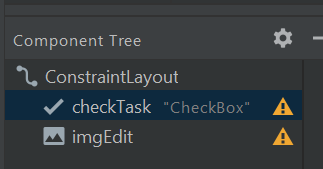 Component Tree
ConstraintLayout
checkTask "CheckBox"
imgEdit